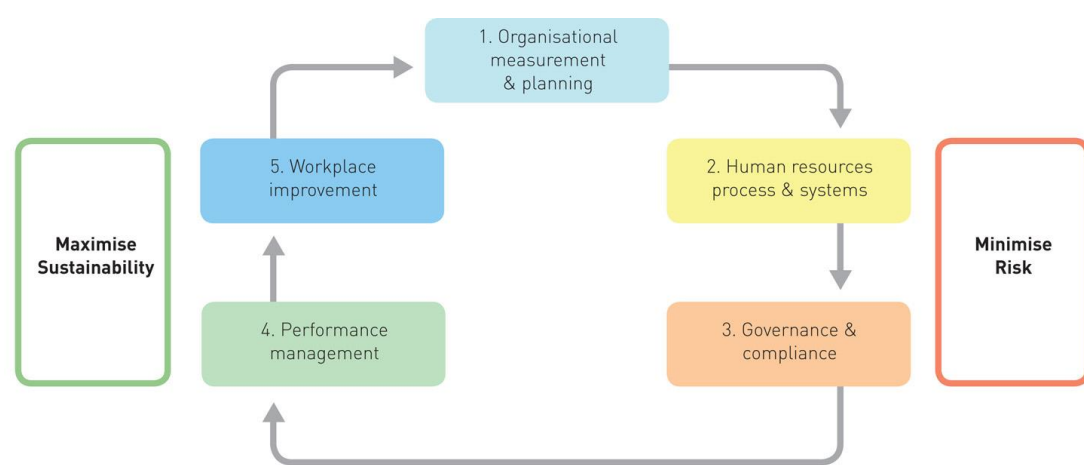 1. Organisational
measurement
& planning
5. Workplace
improvement
2. Human resources
process & systems
Maximise
Sustainability
Minimise
Risk
4. Performance
management
3. Governance &
compliance